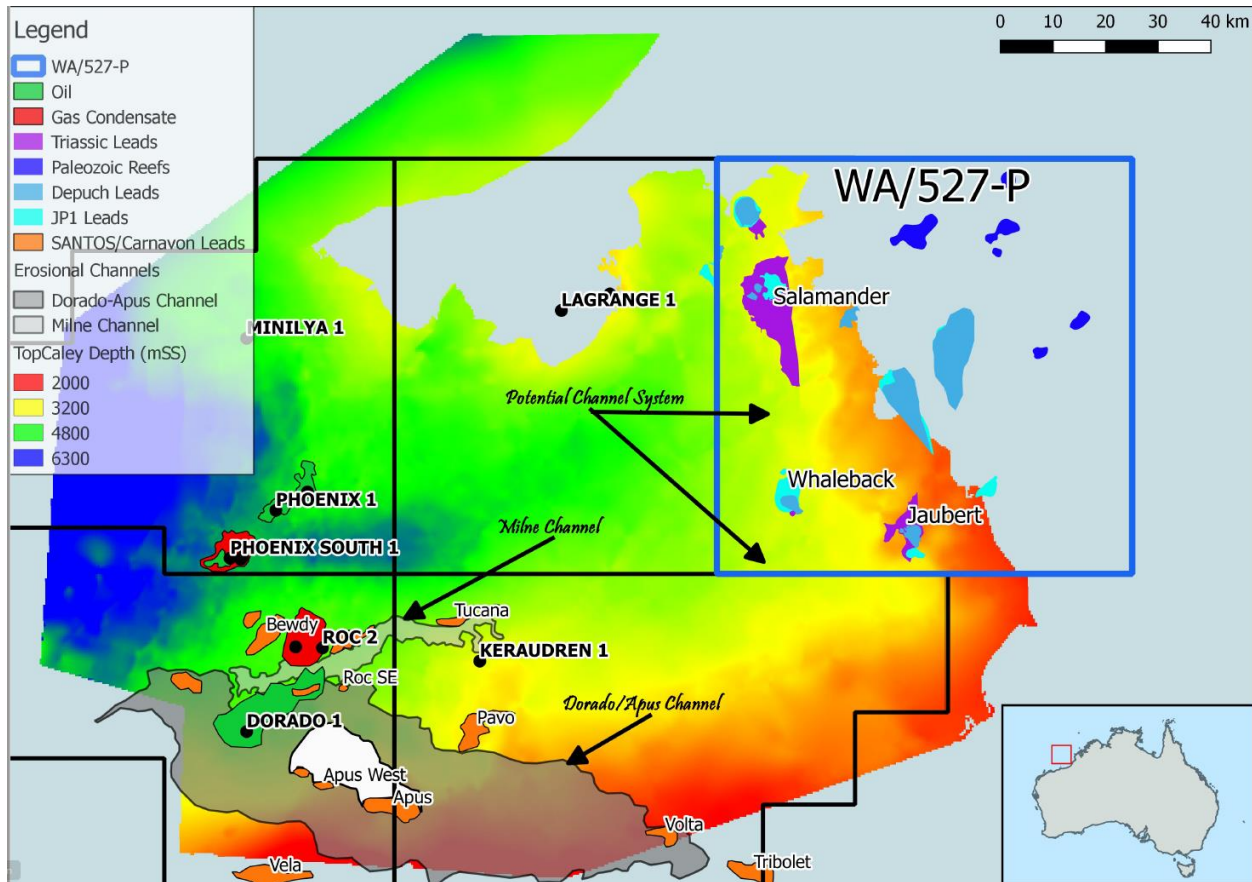 Legend
WA/527-P
Oil
Gas Condensate
Triassic Leads
Paleozoic Reefs
Depuch Leads
JP1 Leads
SANTOS/Carnavon Leads
Erosional Channels
Dorado-Apus Channel
Milne Channel
TopCaley Depth (mSS)
2000
3200
4800
6300
0 10 20 30 40 km
WA/527-P
Salamander
LAGRANGE 1
MINILYA 1
Potential Channel System
Whaleback
PHOENIX 1
Jaubert
Milne Channel
PHOENIX SOUTH 1
Tucana
Bewdy
ROC 2
KERAUDREN 1
Roc SE
Dorado/Apus Channel
DORADO 1
Pavo
Apus West
Apus
Volta
Vela
Tribolet